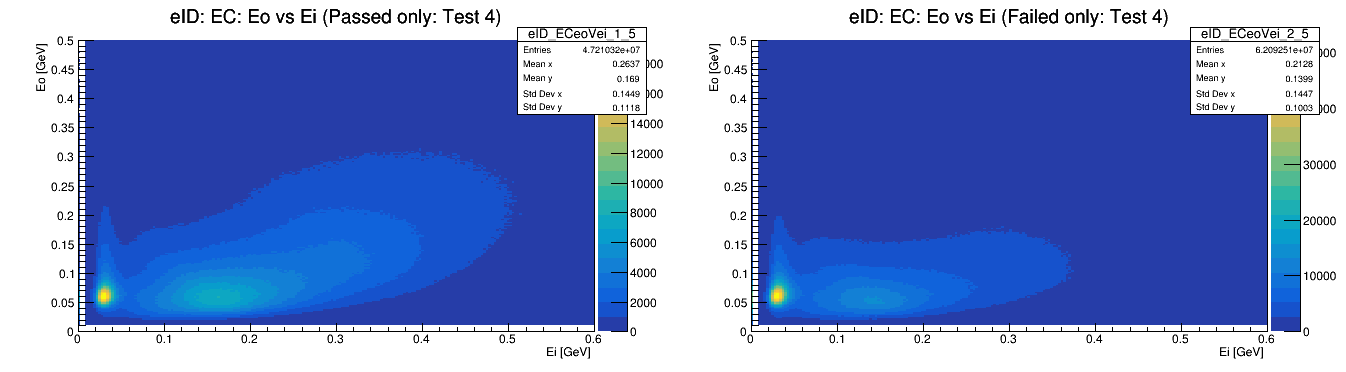 eID: EC: Eo vs Ei (Passed only: Test 4)
eID_ECeoVei_1_5
Entries 4.721032e+07
Mean x 0.2637
Mean y 0.169
Std Dev x 0.1449
Std Dev y 0.1118
Eo [GeV]
0.5
0.45
0.4
0.35
0.3
0.25
0.2
0.15
0.1
0.05
0
0 0.1 0.2 0.3 0.4 0.5 0.6
Ei [GeV]
000
000
14000
12000
10000
8000
6000
4000
2000
0
eID: EC: Eo vs Ei (Failed only: Test 4)
eID_ECeoVei_2_5
Entries 6.209251e+07
Mean x 0.2128
Mean y 0.1399
Std Dev x 0.1447
Std Dev y 0.1003
Eo [GeV]
0.5
0.45
0.4
0.35
0.3
0.25
0.2
0.15
0.1
0.05
0
0 0.1 0.2 0.3 0.4 0.5 0.6
Ei [GeV]
000
000
30000
20000
10000
0